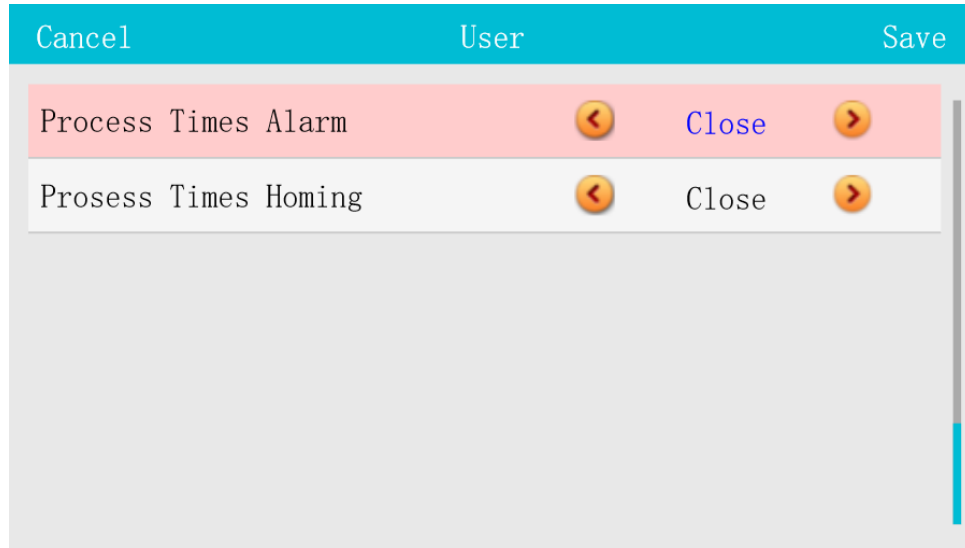 Cancel User Save
Process Times Alarm Close
Prosess Times Homing Close